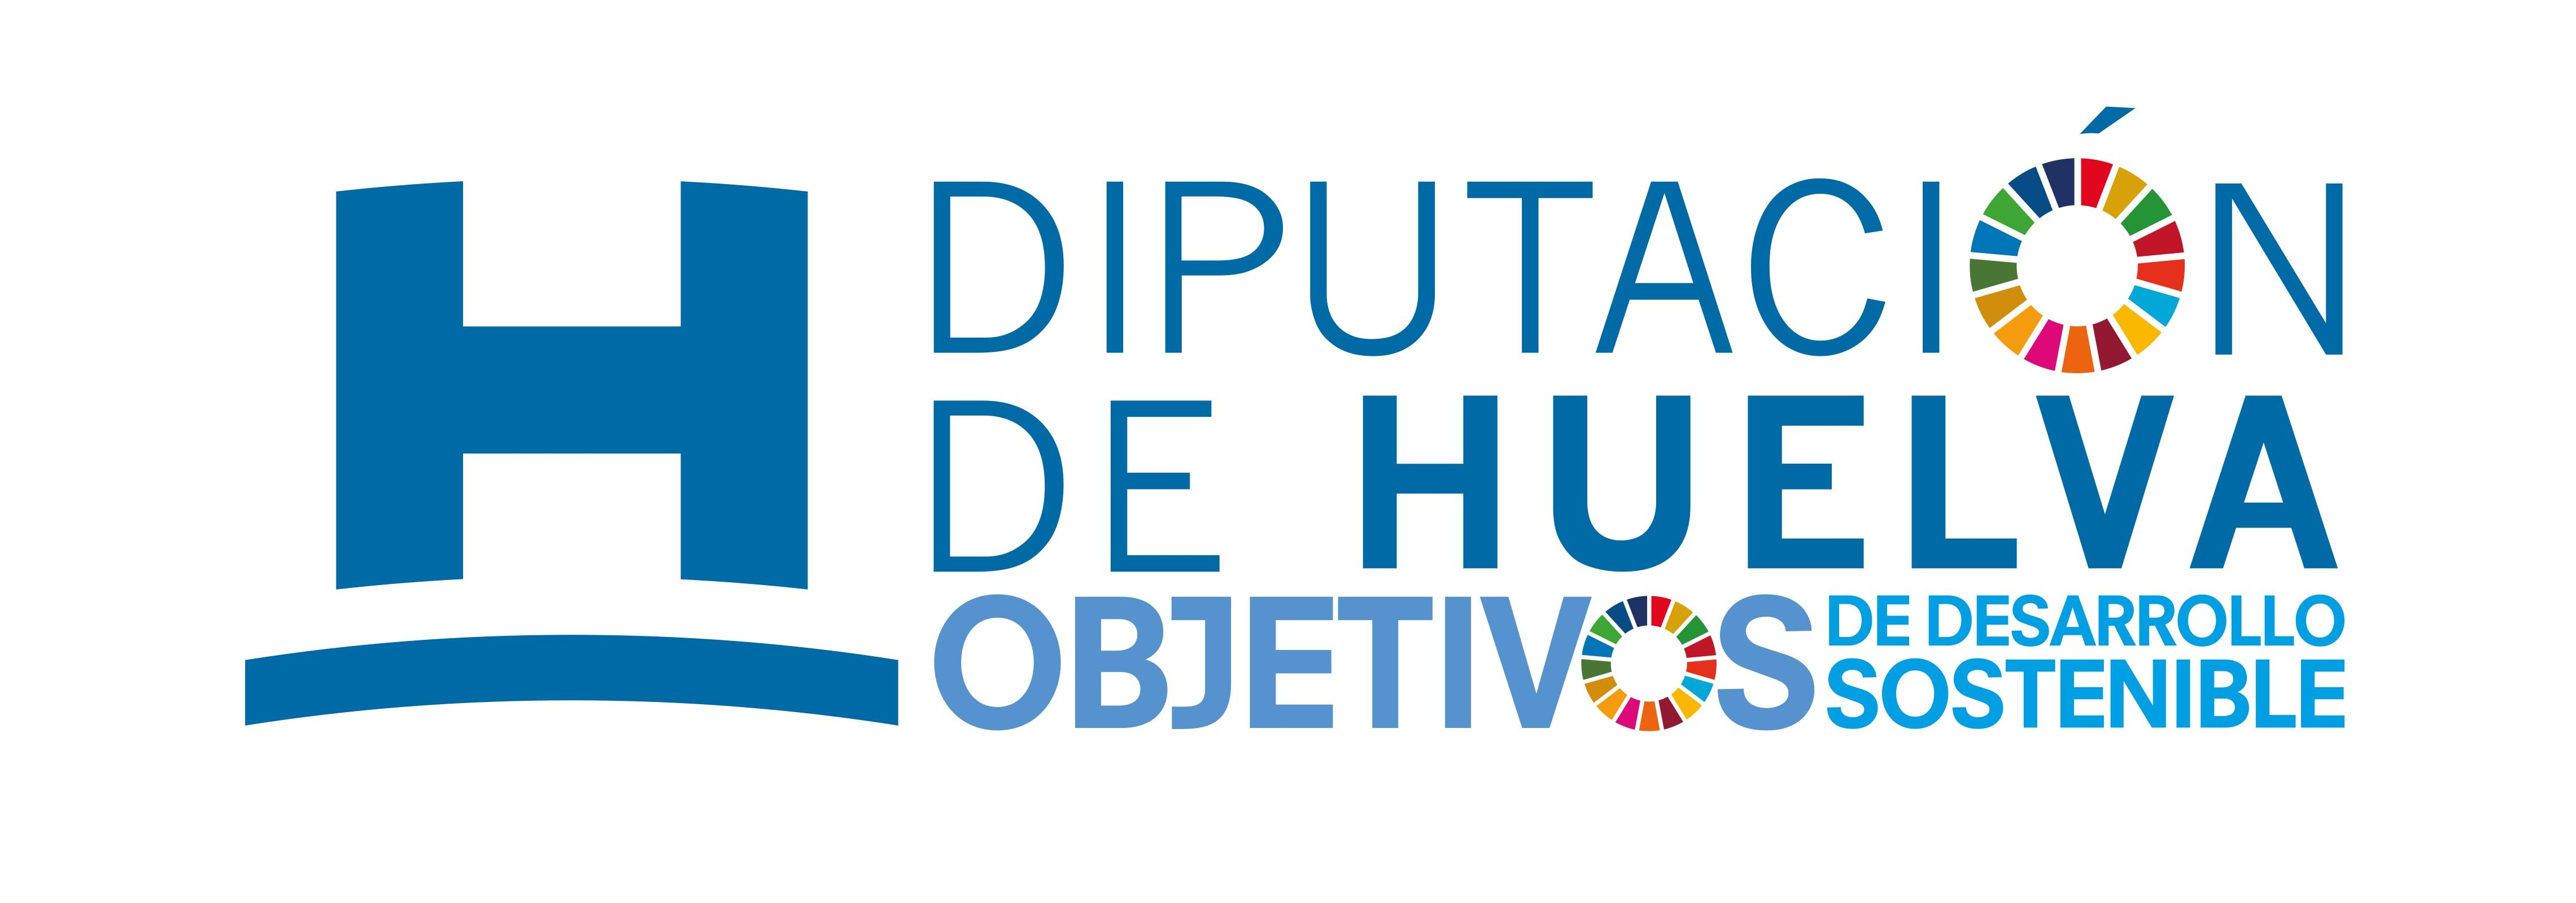 H
DIPUTACIÓN
DE HUELVA
OBJETIVOS
DE DESARROLLO
SOSTENIBLE